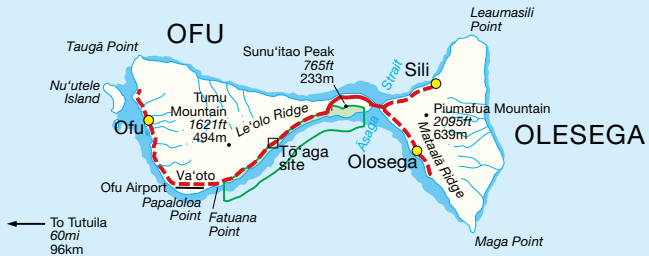 OFU
Taugā Point
Nu'utele
Island
Sunu'itao Peak
765ft
233m
Tumu
Mountain
1621ft
494m
Le'olo Ridge
Ofu
To'aga
site
Va'oto
Ofu Airport
Papaloloa
Point
Fatuana
Point
To Tutuila
60mi
96km
Āsaga
Strait
Leaumasili
Point
Sili
Piumafua Mountain
2095ft
639m
OLESEGA
Mataalā Ridge
Olosega
Maga Point